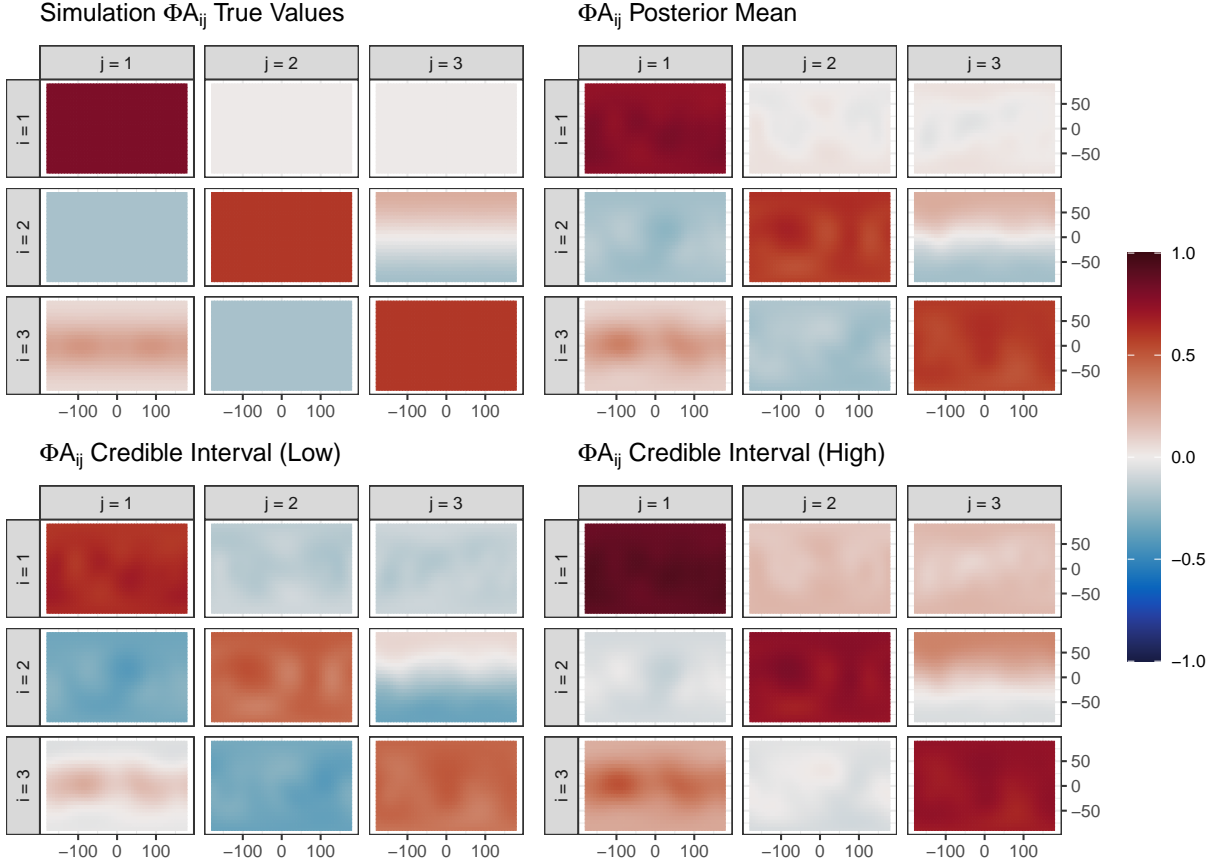 Simulation ΦAij True Values
ΦAij Posterior Mean
j = 1 j = 2 j = 3
j = 1 j = 2 j = 3
i = 1
50
0
−50
i = 1
i = 2
50
0
−50
i = 2
i = 3
50
0
−50
i = 3
−100 0 100 −100 0 100 −100 0 100
−100 0 100 −100 0 100 −100 0 100
ΦAij Credible Interval (Low)
ΦAij Credible Interval (High)
j = 1 j = 2 j = 3
j = 1 j = 2 j = 3
i = 1
50
0
−50
i = 1
i = 2
50
0
−50
i = 2
i = 3
50
0
−50
i = 3
−100 0 100 −100 0 100 −100 0 100
−100 0 100 −100 0 100 −100 0 100
1.0
0.5
0.0
−0.5
−1.0